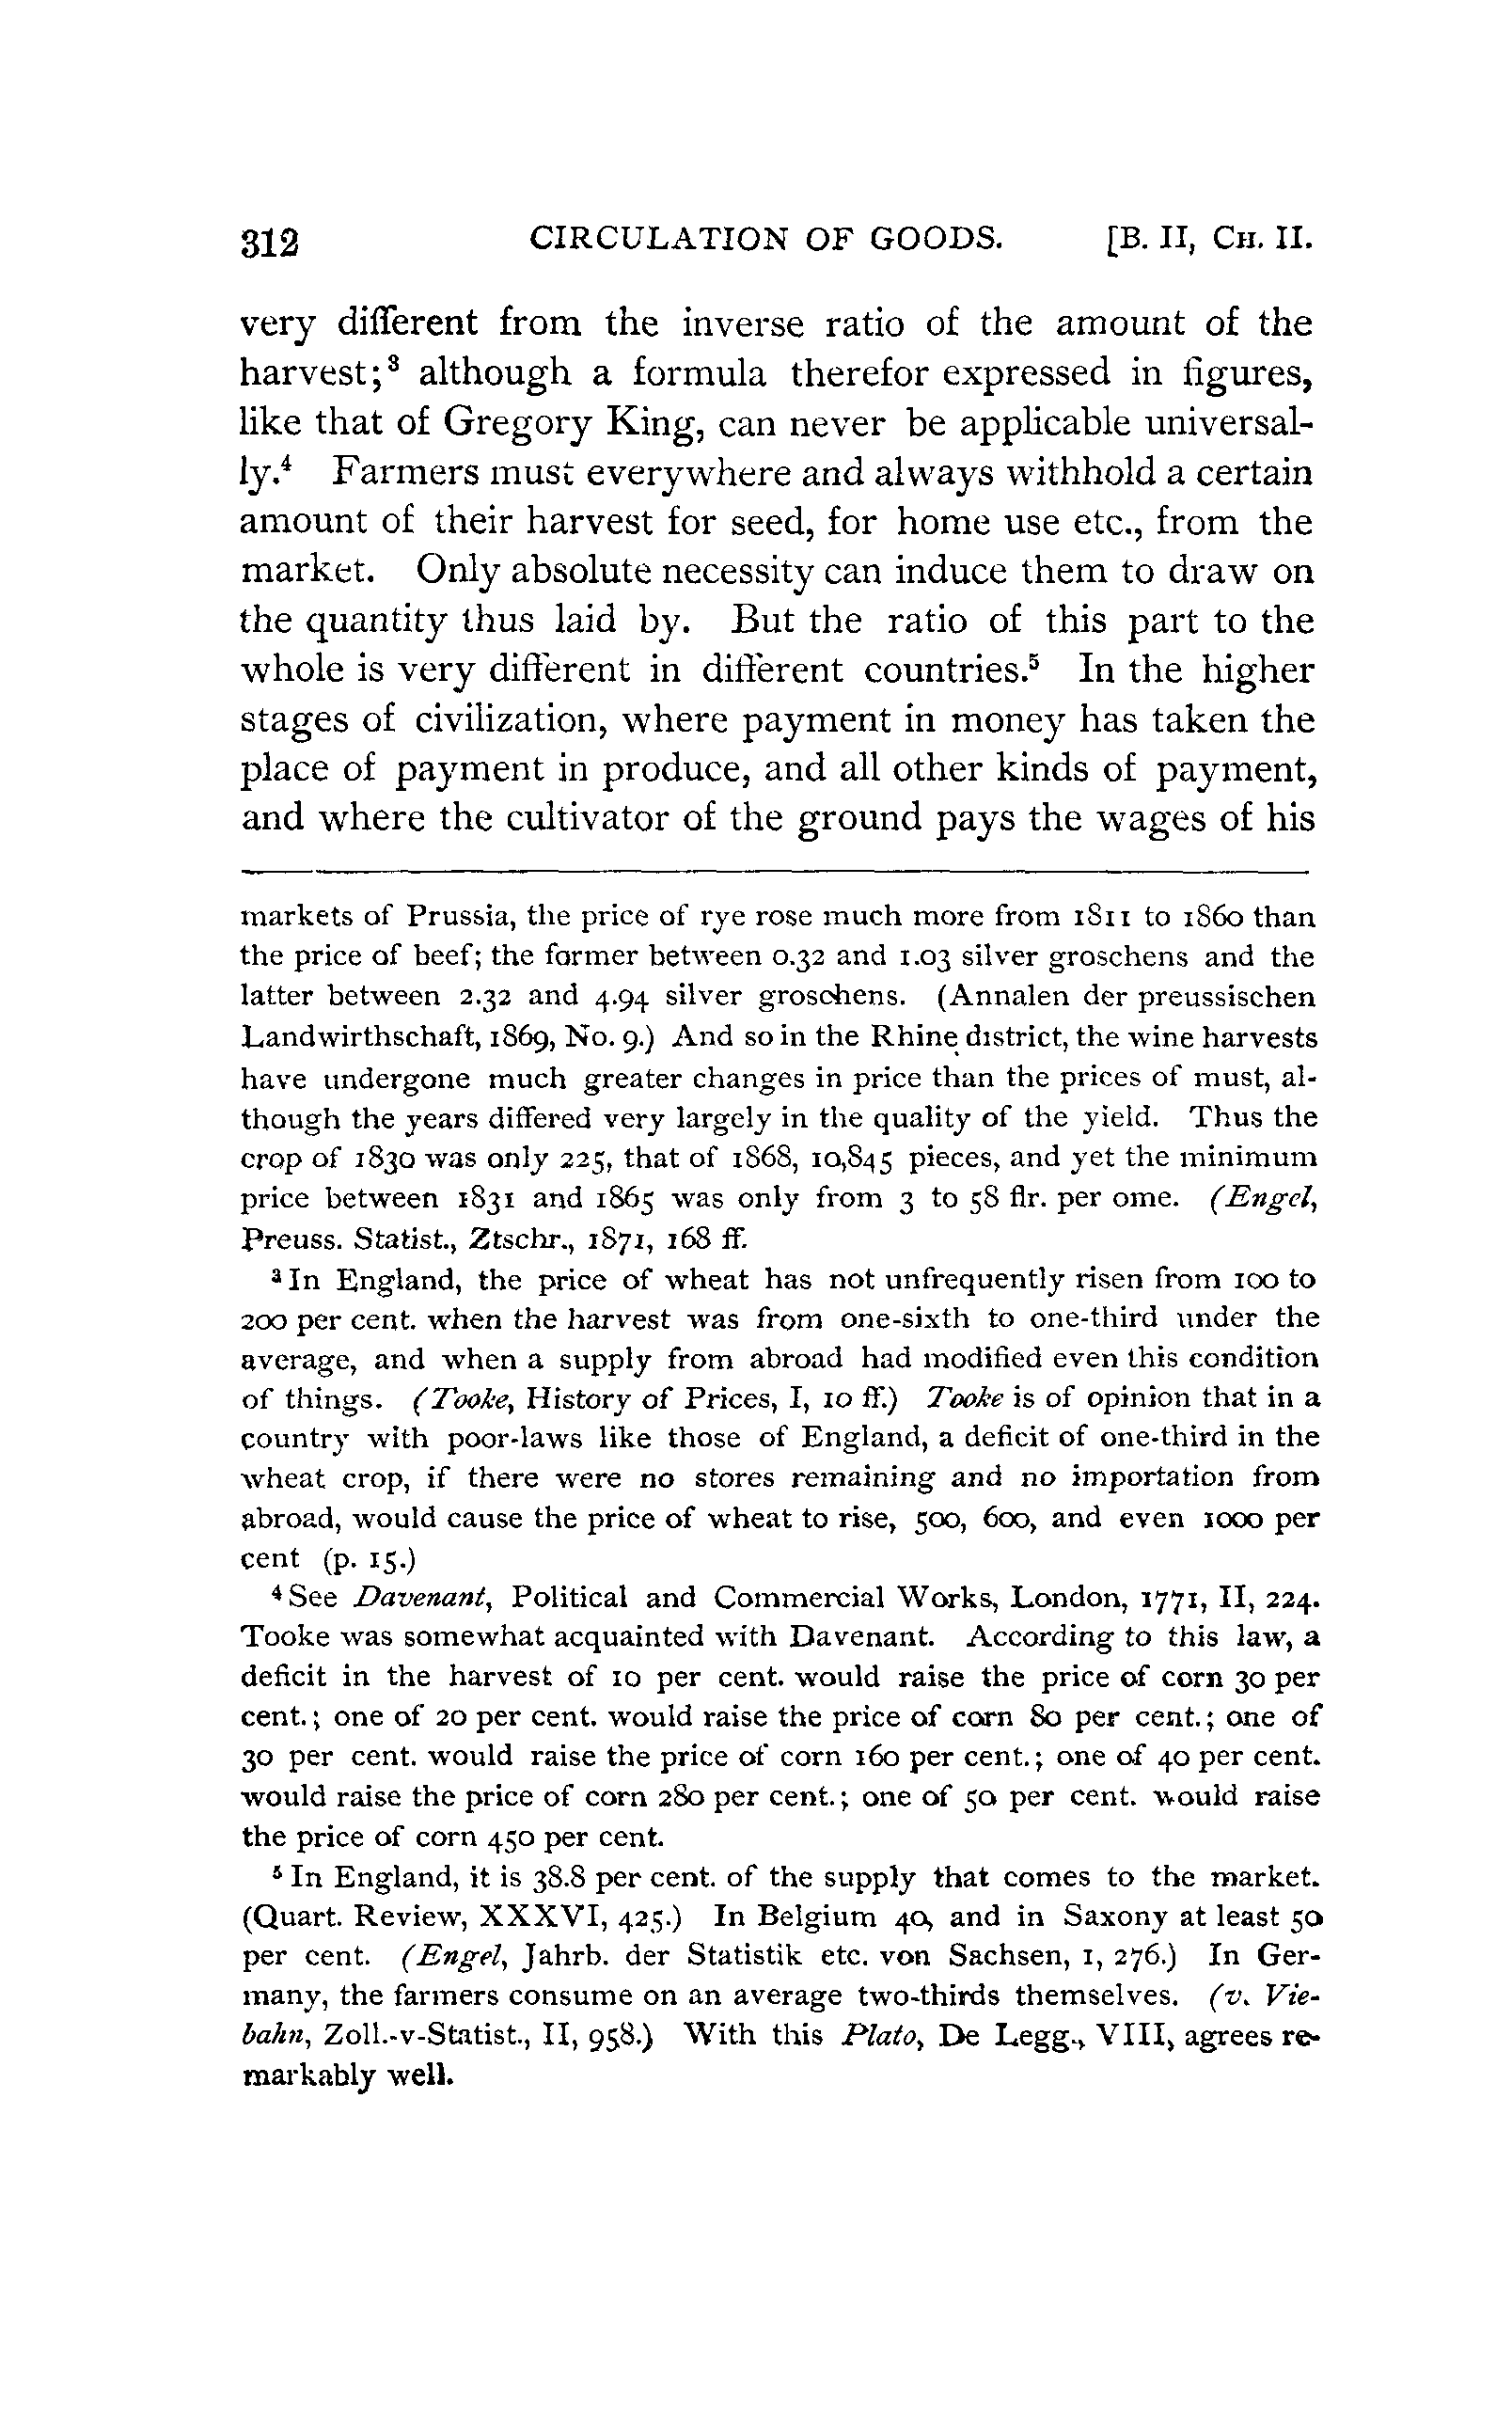 312 CIRCULATION OF GOODS. [B. II, CH. II.
very different from the inverse ratio of the amount of the
harvest;³ although a formula therefor expressed in figures,
like that of Gregory King, can never be applicable universal-
ly.⁴ Farmers must everywhere and always withhold a certain
amount of their harvest for seed, for home use etc., from the
market. Only absolute necessity can induce them to draw on
the quantity thus laid by. But the ratio of this part to the
whole is very different in different countries.⁵ In the higher
stages of civilization, where payment in money has taken the
place of payment in produce, and all other kinds of payment,
and where the cultivator of the ground pays the wages of his
markets of Prussia, the price of rye rose much more from 1811 to 1860 than
the price of beef; the former between 0.32 and 1.03 silver groschens and the
latter between 2.32 and 4.94 silver groschens. (Annalen der preussischen
Landwirthschaft, 1869, No. 9.) And so in the Rhine district, the wine harvests
have undergone much greater changes in price than the prices of must, al-
though the years differed very largely in the quality of the yield. Thus the
crop of 1830 was only 225, that of 1868, 10,845 pieces, and yet the minimum
price between 1831 and 1865 was only from 3 to 58 flr. per ome. (Engel,
Preuss. Statist., Ztschr., 1871, 168 ff.
³ In England, the price of wheat has not unfrequently risen from 100 to
200 per cent. when the harvest was from one-sixth to one-third under the
average, and when a supply from abroad had modified even this condition
of things. (Tooke, History of Prices, I, 10 ff.) Tooke is of opinion that in a
country with poor-laws like those of England, a deficit of one-third in the
wheat crop, if there were no stores remaining and no importation from
abroad, would cause the price of wheat to rise, 500, 600, and even 1000 per
cent (p. 15.)
⁴ See Davenant, Political and Commercial Works, London, 1771, II, 224.
Tooke was somewhat acquainted with Davenant. According to this law, a
deficit in the harvest of 10 per cent. would raise the price of corn 30 per
cent.; one of 20 per cent. would raise the price of corn 80 per cent.; one of
30 per cent. would raise the price of corn 160 per cent.; one of 40 per cent.
would raise the price of corn 280 per cent.; one of 50 per cent. would raise
the price of corn 450 per cent.
⁵ In England, it is 38.8 per cent. of the supply that comes to the market.
(Quart. Review, XXXVI, 425.) In Belgium 40, and in Saxony at least 50
per cent. (Engel, Jahrb. der Statistik etc. von Sachsen, 1, 276.) In Ger-
many, the farmers consume on an average two-thirds themselves. (v. Vie-
bahn, Zoll.-v-Statist., II, 958.) With this Plato, De Legg., VIII, agrees re-
markably well.